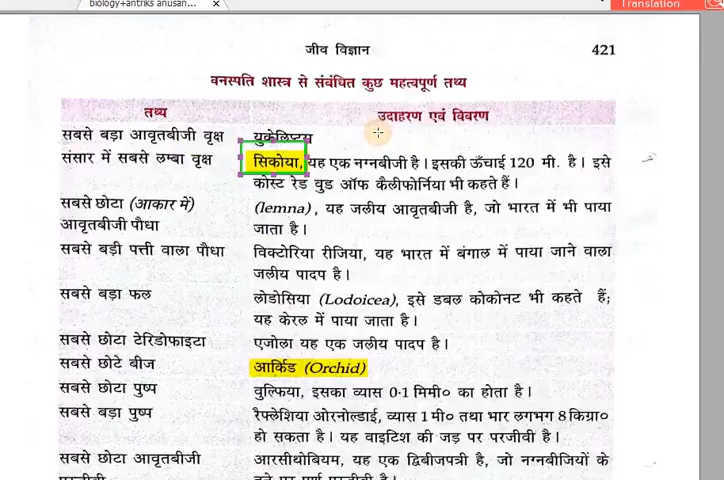 biology+antriks anusan...
Translation
जीव विज्ञान 421
वनस्पति शास्त्र से संबंधित कुछ महत्वपूर्ण तथ्य
तथ्य उदाहरण एवं विवरण
सबसे बड़ा आवृतबीजी वृक्ष युकेलिप्टस
संसार में सबसे लम्बा वृक्ष सिकोया, यह एक नग्नबीजी है। इसकी ऊँचाई 120 मी. है। इसे
कोस्ट रेड वुड ऑफ कैलीफोर्निया भी कहते हैं।
सबसे छोटा (आकार में) (lemna), यह जलीय आवृतबीजी है, जो भारत में भी पाया
आवृतबीजी पौधा जाता है।
सबसे बड़ी पत्ती वाला पौधा विक्टोरिया रीजिया, यह भारत में बंगाल में पाया जाने वाला
जलीय पादप है।
सबसे बड़ा फल लोडोसिया (Lodoicea), इसे डबल कोकोनट भी कहते हैं;
यह केरल में पाया जाता है।
सबसे छोटा टेरिडोफाइटा एजोला यह एक जलीय पादप है।
सबसे छोटे बीज आर्किड (Orchid)
सबसे छोटा पुष्प वुल्फिया, इसका व्यास 0·1 मिमी० का होता है।
सबसे बड़ा पुष्प रैफ्लेशिया ओरनोल्डाई, व्यास 1 मी० तथा भार लगभग 8 किग्रा०
हो सकता है। यह वाइटिश की जड़ पर परजीवी है।
सबसे छोटा आवृतबीजी आरसीथोबियम, यह एक द्विबीजपत्री है, जो नग्नबीजियों के